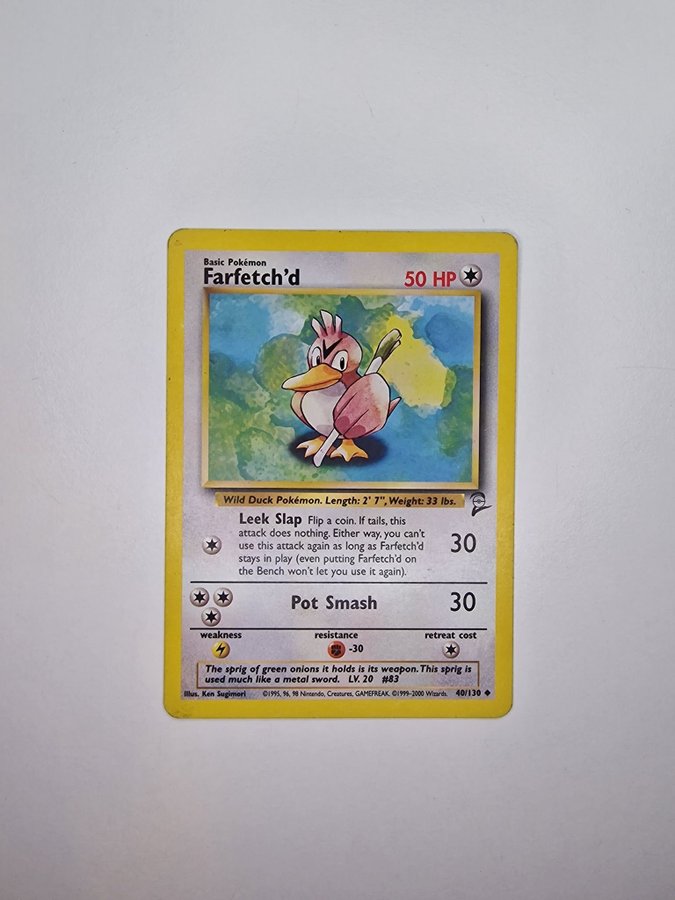 Basic Pokémon
Farfetch'd
50 HP
Wild Duck Pokémon. Length: 2' 7", Weight: 33 lbs.
Leek Slap Flip a coin. If tails, this
attack does nothing. Either way, you can't
use this attack again as long as Farfetch'd
stays in play (even putting Farfetch'd on
the Bench won't let you use it again).
30
Pot Smash 30
weakness resistance retreat cost
-30
The sprig of green onions it holds is its weapon. This sprig is
used much like a metal sword. LV. 20 #83
Illus. Ken Sugimori ©1995, 96, 98 Nintendo, Creatures, GAMEFREAK. ©1999-2000 Wizards. 40/130